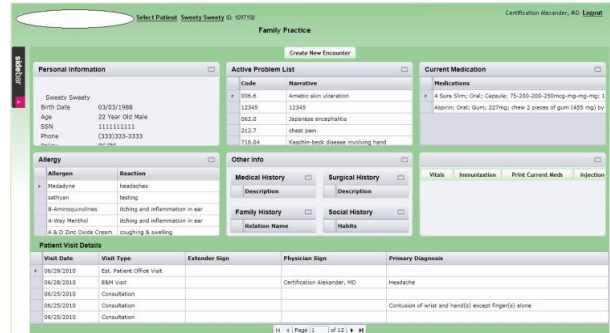 Select Patient Sweety Sweety ID: 1097158
Certification Alexander, MD Logout
Family Practice
Create New Encounter
sidebar
Personal Information
Sweety Sweety
Birth Date 03/03/1988
Age 22 Year Old Male
SSN 1111111111
Phone (333)333-3333
Active Problem List
Code Narrative
006.6 Amebic skin ulceration
12345 12345
062.0 Japanese encephalitis
212.7 chest pain
716.04 Kaschin-beck disease involving hand
Current Medication
Medications
4 Sure Slim; Oral; Capsule; 75-200-200-250mcg-mg-mg-mg; 1
Aspirin; Oral; Gum; 227mg; chew 2 pieces of gum (455 mg) by
Allergy
Allergen Reaction
Medadyne headaches
sathyan testing
8-Aminoquinolines itching and inflammation in ear
4-Way Menthol itching and inflammation in ear
A & D Zinc Oxide Cream coughing & swelling
Other Info
Medical History
Description
Surgical History
Description
Family History
Relation Name
Social History
Habits
Vitals Immunization Print Current Meds Injection
Patient Visit Details
Visit Date Visit Type Extender Sign Physician Sign Primary Diagnosis
06/29/2010 Est. Patient Office Visit
06/28/2010 E&M Visit Certification Alexander, MD Headache
06/25/2010 Consultation
06/25/2010 Consultation Contusion of wrist and hand(s) except finger(s) alone
06/25/2010 Consultation
Page 1 of 12